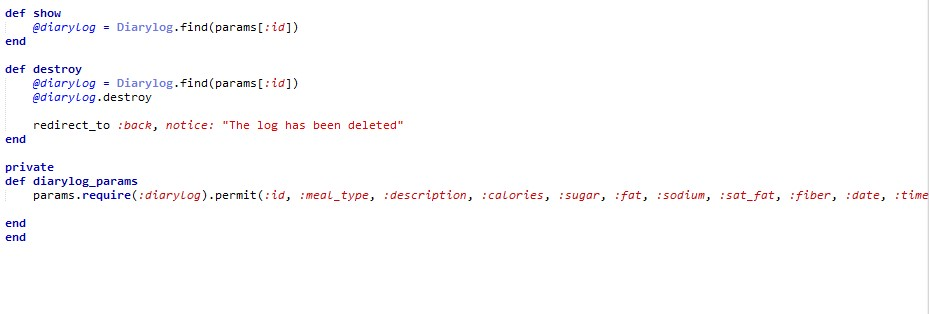 def show
@diarylog = Diarylog.find(params[:id])
end
def destroy
@diarylog = Diarylog.find(params[:id])
@diarylog.destroy
redirect_to :back, notice: "The log has been deleted"
end
private
def diarylog_params
params.require(:diarylog).permit(:id, :meal_type, :description, :calories, :sugar, :fat, :sodium, :sat_fat, :fiber, :date, :time
end
end